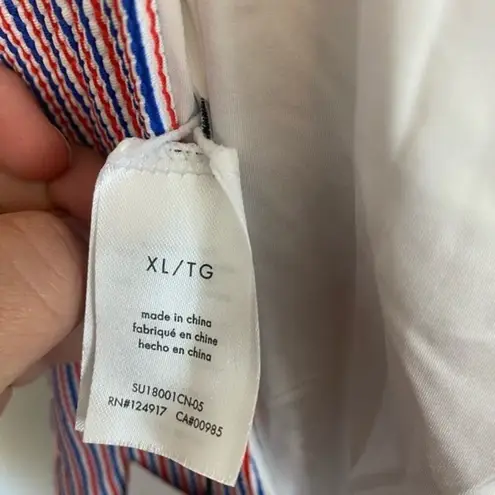 XL/TG
made in china
fabriqué en chine
hecho en china
SU18001CN-05
RN#124917 CA#00985